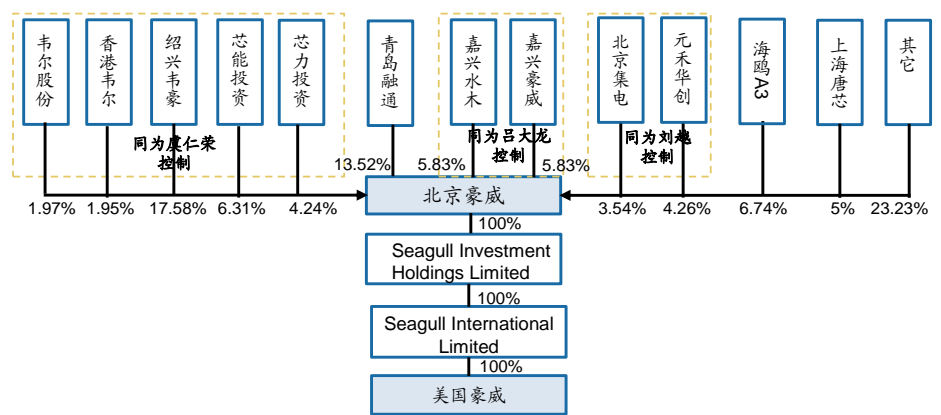 韦尔股份
香港韦尔
绍兴韦豪
芯能投资
芯力投资
青岛融通
嘉兴水木
嘉兴豪威
北京集电
元禾华创
海鸥A3
上海唐芯
其它
同为虞仁荣
控制
同为吕大龙
控制
同为刘越
控制
13.52%
5.83%
5.83%
1.97%
1.95%
17.58%
6.31%
4.24%
北京豪威
3.54%
4.26%
6.74%
5%
23.23%
100%
Seagull Investment
Holdings Limited
100%
Seagull International
Limited
100%
美国豪威